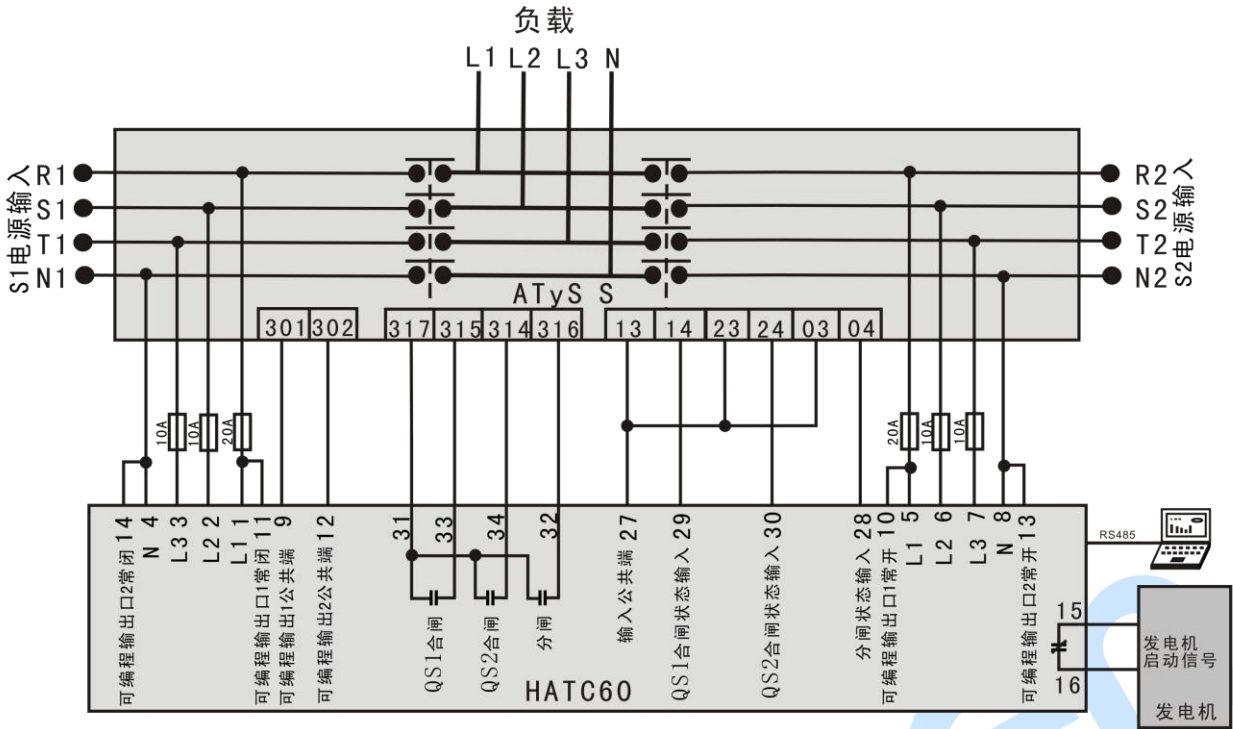 负载
L1 L2 L3 N
S1电源输入
R1
S1
T1
N1
R2
S2
T2
N2
S2电源输入
ATyS S
301 302 317 315 314 316 13 14 23 24 03 04
10A 10A 20A 20A 10A 10A
可编程输出口2常闭 14
N 4
L3 3
L2 2
L1 1
可编程输出口1常闭 11
可编程输出1公共端 9
可编程输出2公共端 12
31
33
34
32
QS1合闸
QS2合闸
分闸
输入公共端 27
QS1合闸状态输入 29
QS2合闸状态输入 30
分闸状态输入 28
可编程输出口1常开 10
L1 5
L2 6
L3 7
N 8
可编程输出口2常开 13
HATC60
RS485
15
16
发电机
启动信号
发电机